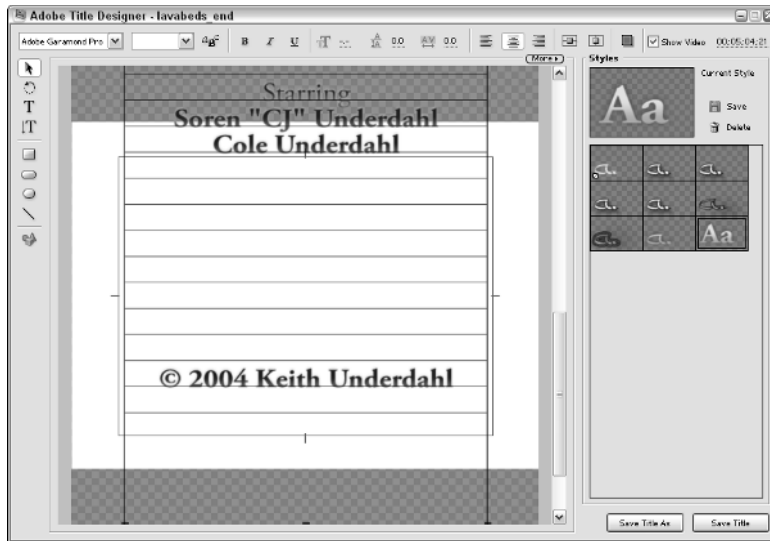 Adobe Title Designer - lavabeds_end
Adobe Garamond Pro
B I U 0.0 0.0 Show Video 00;05;04;21
More
Styles
Current Style
Aa
Save
Delete
T
T
Starring
Soren "CJ" Underdahl
Cole Underdahl
a. a. a.
a. a. a.
a. a. Aa
© 2004 Keith Underdahl
Save Title As Save Title